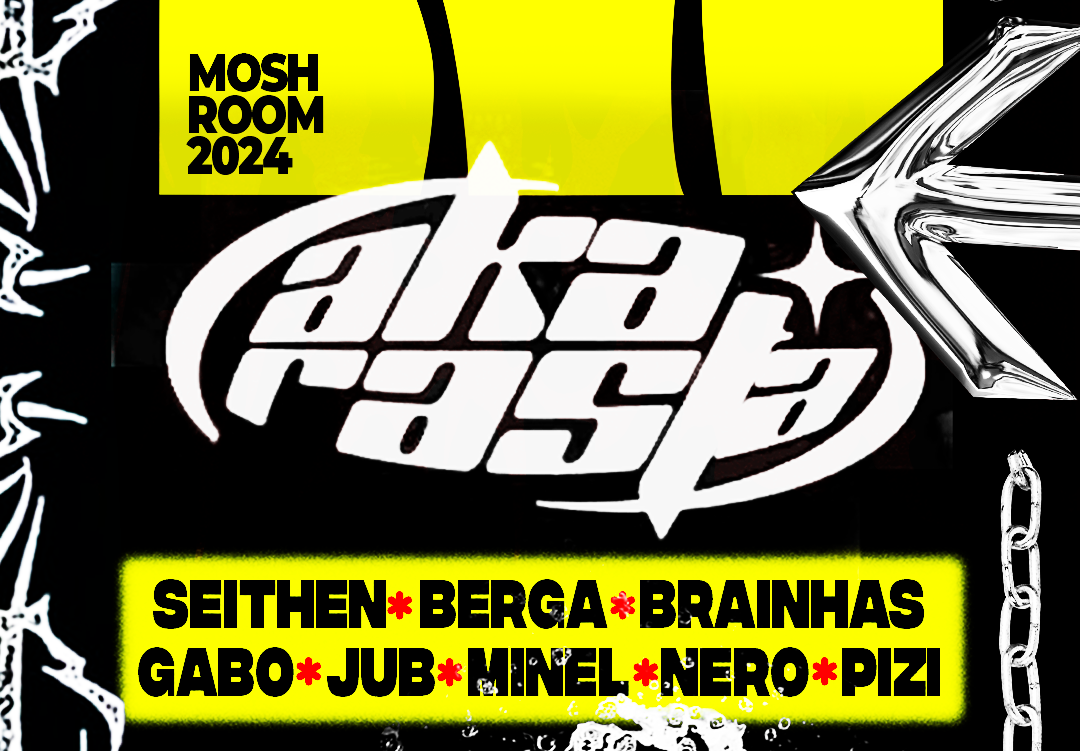 MOSH
ROOM
2024
aka
rasta
SEITHEN*BERGA*BRAINHAS
GABO*JUB*MINEL*NERO*PIZI